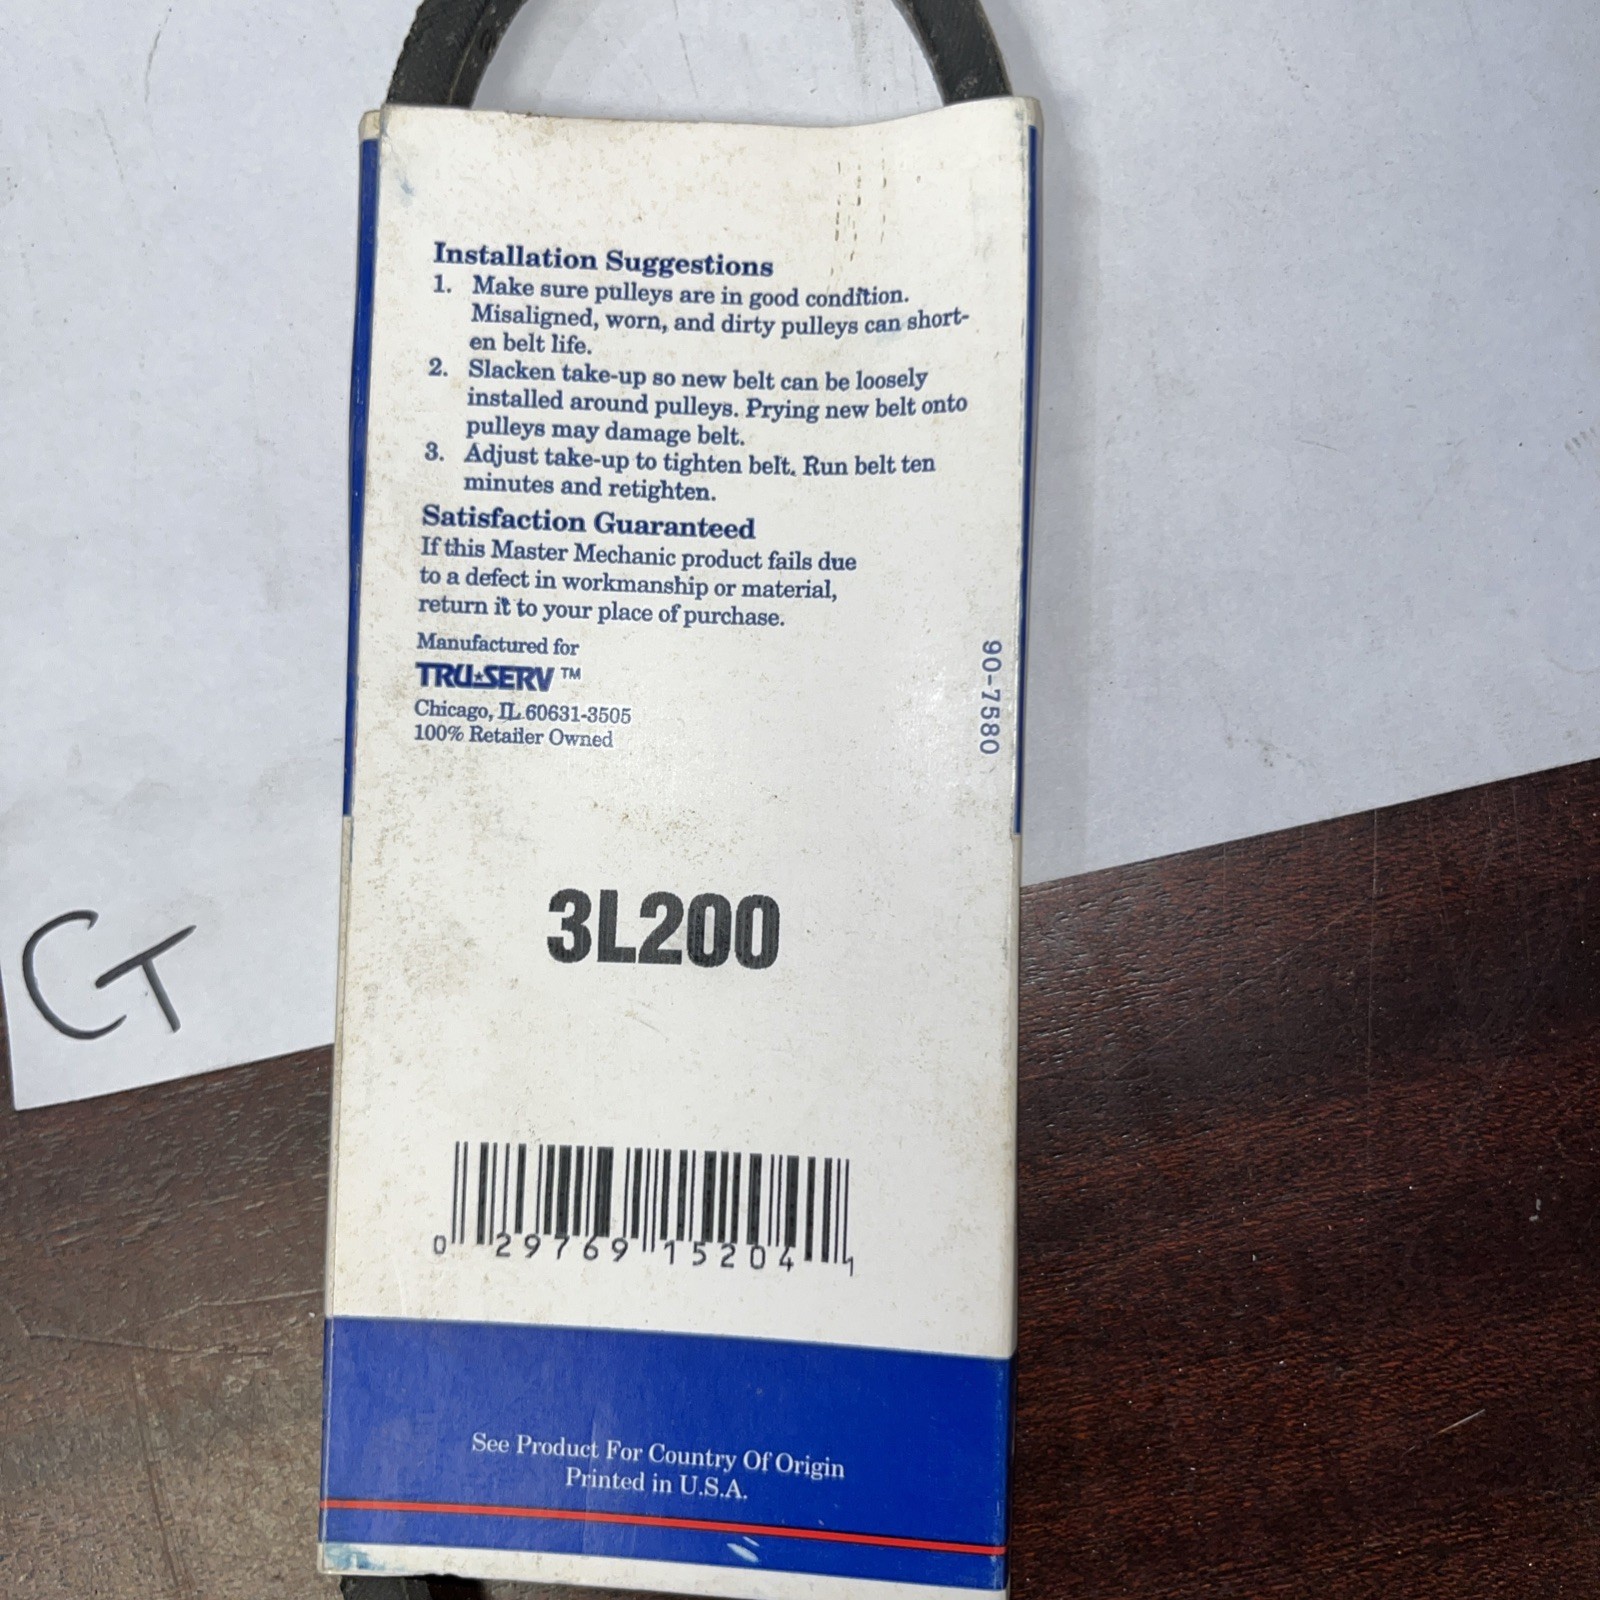 Installation Suggestions
1. Make sure pulleys are in good condition.
Misaligned, worn, and dirty pulleys can short-
en belt life.
2. Slacken take-up so new belt can be loosely
installed around pulleys. Prying new belt onto
pulleys may damage belt.
3. Adjust take-up to tighten belt. Run belt ten
minutes and retighten.
Satisfaction Guaranteed
If this Master Mechanic product fails due
to a defect in workmanship or material,
return it to your place of purchase.
Manufactured for
TRU★SERV™
Chicago, IL 60631-3505
100% Retailer Owned
90-7580
3L200
CT
0 29769 15204 1
See Product For Country Of Origin
Printed in U.S.A.